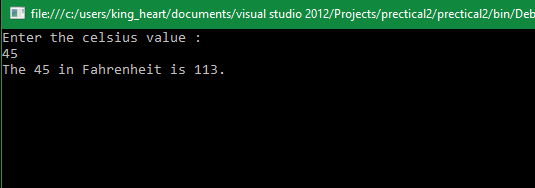 file:///c:/users/king_heart/documents/visual studio 2012/Projects/prectical2/prectical2/bin/Deb
Enter the celsius value :
45
The 45 in Fahrenheit is 113.